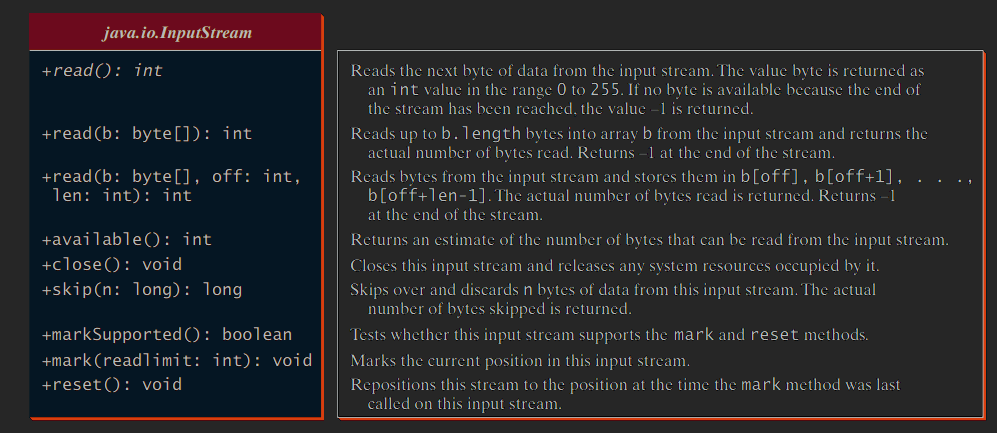 java.io.InputStream
+read(): int
Reads the next byte of data from the input stream. The value byte is returned as
an int value in the range 0 to 255. If no byte is available because the end of
the stream has been reached, the value –1 is returned.
+read(b: byte[]): int
Reads up to b.length bytes into array b from the input stream and returns the
actual number of bytes read. Returns –1 at the end of the stream.
+read(b: byte[], off: int,
len: int): int
Reads bytes from the input stream and stores them in b[off], b[off+1], . . .,
b[off+len-1]. The actual number of bytes read is returned. Returns –1
at the end of the stream.
+available(): int
Returns an estimate of the number of bytes that can be read from the input stream.
+close(): void
Closes this input stream and releases any system resources occupied by it.
+skip(n: long): long
Skips over and discards n bytes of data from this input stream. The actual
number of bytes skipped is returned.
+markSupported(): boolean
Tests whether this input stream supports the mark and reset methods.
+mark(readlimit: int): void
Marks the current position in this input stream.
+reset(): void
Repositions this stream to the position at the time the mark method was last
called on this input stream.